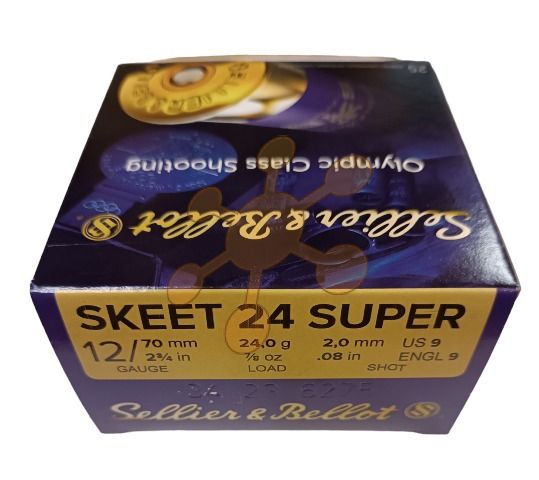 Olympic Class Shooting
Sellier & Bellot
SKEET 24 SUPER
12/ 70 mm 24,0 g 2,0 mm US 9
2¾ in ⅞ oz .08 in ENGL 9
GAUGE LOAD SHOT
Sellier & Bellot